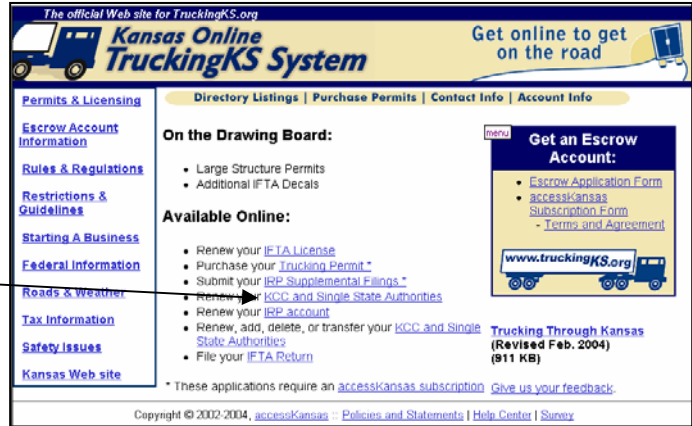 The official Web site for TruckingKS.org
Kansas Online
TruckingKS System
Get online to get
on the road
Directory Listings | Purchase Permits | Contact Info | Account Info
Permits & Licensing
Escrow Account
Information
Rules & Regulations
Restrictions &
Guidelines
Starting A Business
Federal Information
Roads & Weather
Tax Information
Safety Issues
Kansas Web site
On the Drawing Board:
Large Structure Permits
Additional IFTA Decals
Available Online:
Renew your IFTA License
Purchase your Trucking Permit *
Submit your IRP Supplemental Filings *
Renew your KCC and Single State Authorities
Renew your IRP account
Renew, add, delete, or transfer your KCC and Single
State Authorities
File your IFTA Return
* These applications require an accessKansas subscription
menu
Get an Escrow
Account:
Escrow Application Form
accessKansas
Subscription Form
- Terms and Agreement
www.truckingKS.org
Trucking Through Kansas
(Revised Feb. 2004)
(911 KB)
Give us your feedback.
Copyright © 2002-2004, accessKansas :: Policies and Statements | Help Center | Survey